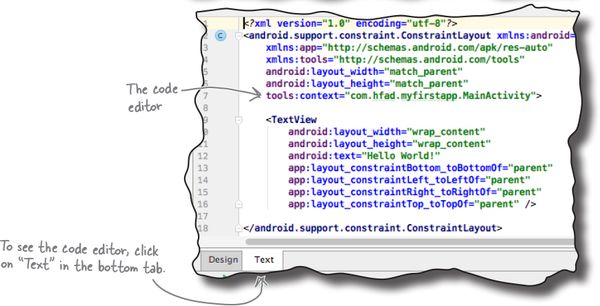 1 <?xml version="1.0" encoding="utf-8"?>
2 C <android.support.constraint.ConstraintLayout xmlns:android=
3 xmlns:app="http://schemas.android.com/apk/res-auto"
4 xmlns:tools="http://schemas.android.com/tools"
5 android:layout_width="match_parent"
6 android:layout_height="match_parent"
The code editor
7 tools:context="com.hfad.myfirstapp.MainActivity">
8
9 <TextView
10 android:layout_width="wrap_content"
11 android:layout_height="wrap_content"
12 android:text="Hello World!"
13 app:layout_constraintBottom_toBottomOf="parent"
14 app:layout_constraintLeft_toLeftOf="parent"
15 app:layout_constraintRight_toRightOf="parent"
16 app:layout_constraintTop_toTopOf="parent" />
17
18 </android.support.constraint.ConstraintLayout>
To see the code editor, click
on "Text" in the bottom tab.
Design Text